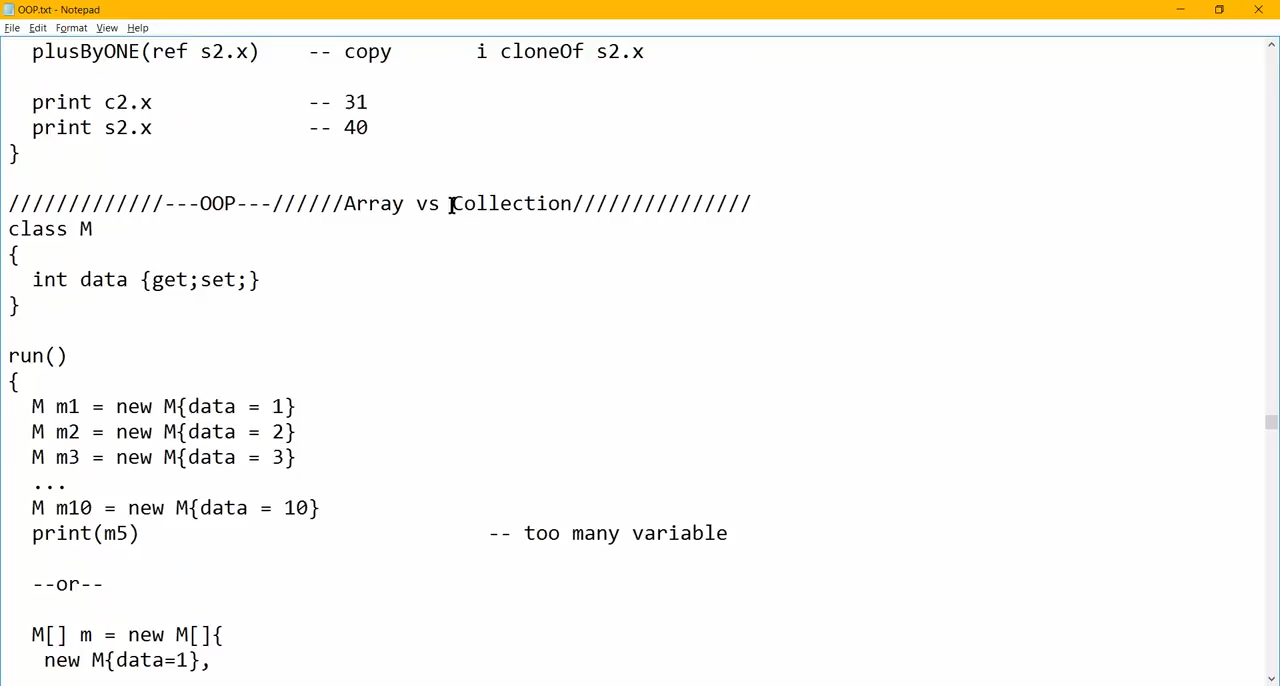 OOP.txt - Notepad
File Edit Format View Help
plusByONE(ref s2.x) -- copy i cloneOf s2.x
print c2.x -- 31
print s2.x -- 40
}
/////////////---OOP---//////Array vs Collection///////////////
class M
{
int data {get;set;}
}
run()
{
M m1 = new M{data = 1}
M m2 = new M{data = 2}
M m3 = new M{data = 3}
...
M m10 = new M{data = 10}
print(m5) -- too many variable
--or--
M[] m = new M[]{
new M{data=1},